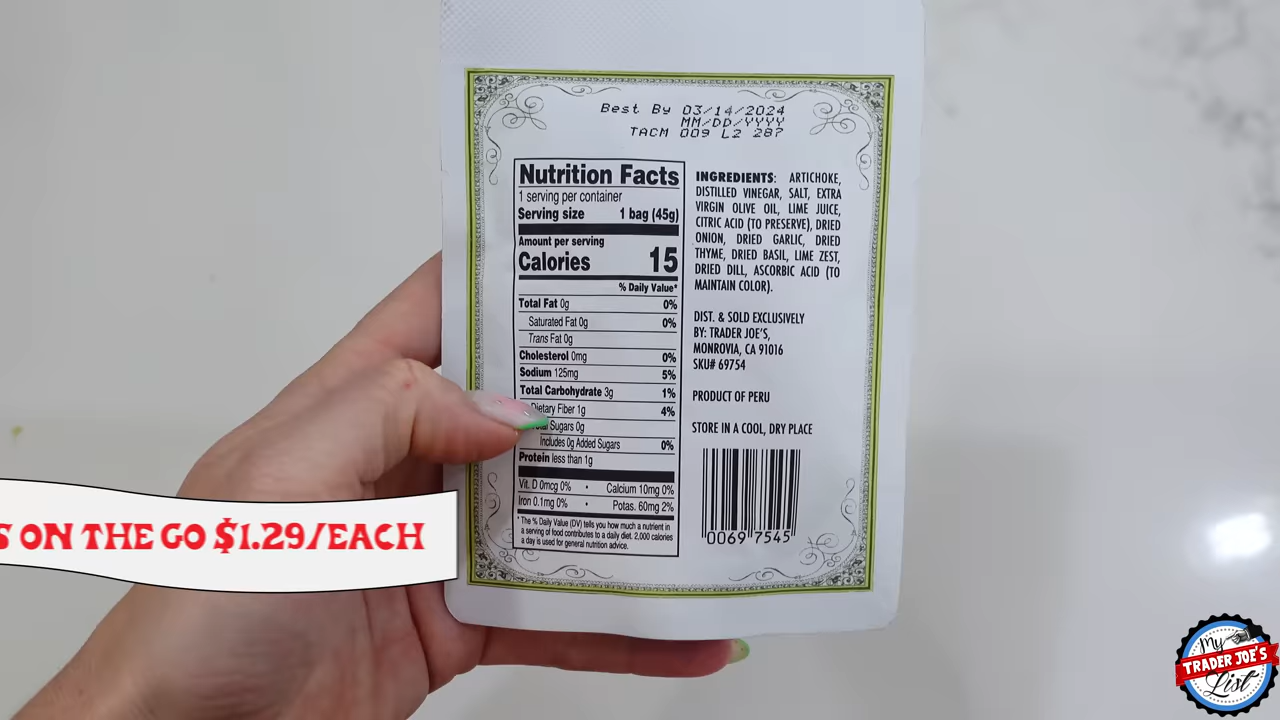 Best By 03/14/2024
MM/DD/YYYY
TACM 009 L2 287
Nutrition Facts
1 serving per container
Serving size 1 bag (45g)
Amount per serving
Calories 15
% Daily Value*
Total Fat 0g 0%
Saturated Fat 0g 0%
Trans Fat 0g
Cholesterol 0mg 0%
Sodium 125mg 5%
Total Carbohydrate 3g 1%
Dietary Fiber 1g 4%
Sugars 0g
Includes 0g Added Sugars 0%
Protein less than 1g
Vit. D 0mcg 0% • Calcium 10mg 0%
Iron 0.1mg 0% • Potas. 60mg 2%
* The % Daily Value (DV) tells you how much a nutrient in
a serving of food contributes to a daily diet. 2,000 calories
a day is used for general nutrition advice.
INGREDIENTS: ARTICHOKE,
DISTILLED VINEGAR, SALT, EXTRA
VIRGIN OLIVE OIL, LIME JUICE,
CITRIC ACID (TO PRESERVE), DRIED
ONION, DRIED GARLIC, DRIED
THYME, DRIED BASIL, LIME ZEST,
DRIED DILL, ASCORBIC ACID (TO
MAINTAIN COLOR).
DIST. & SOLD EXCLUSIVELY
BY: TRADER JOE'S,
MONROVIA, CA 91016
SKU# 69754
PRODUCT OF PERU
STORE IN A COOL, DRY PLACE
0069 7545
S ON THE GO $1.29/EACH
My
TRADER JOE'S
List